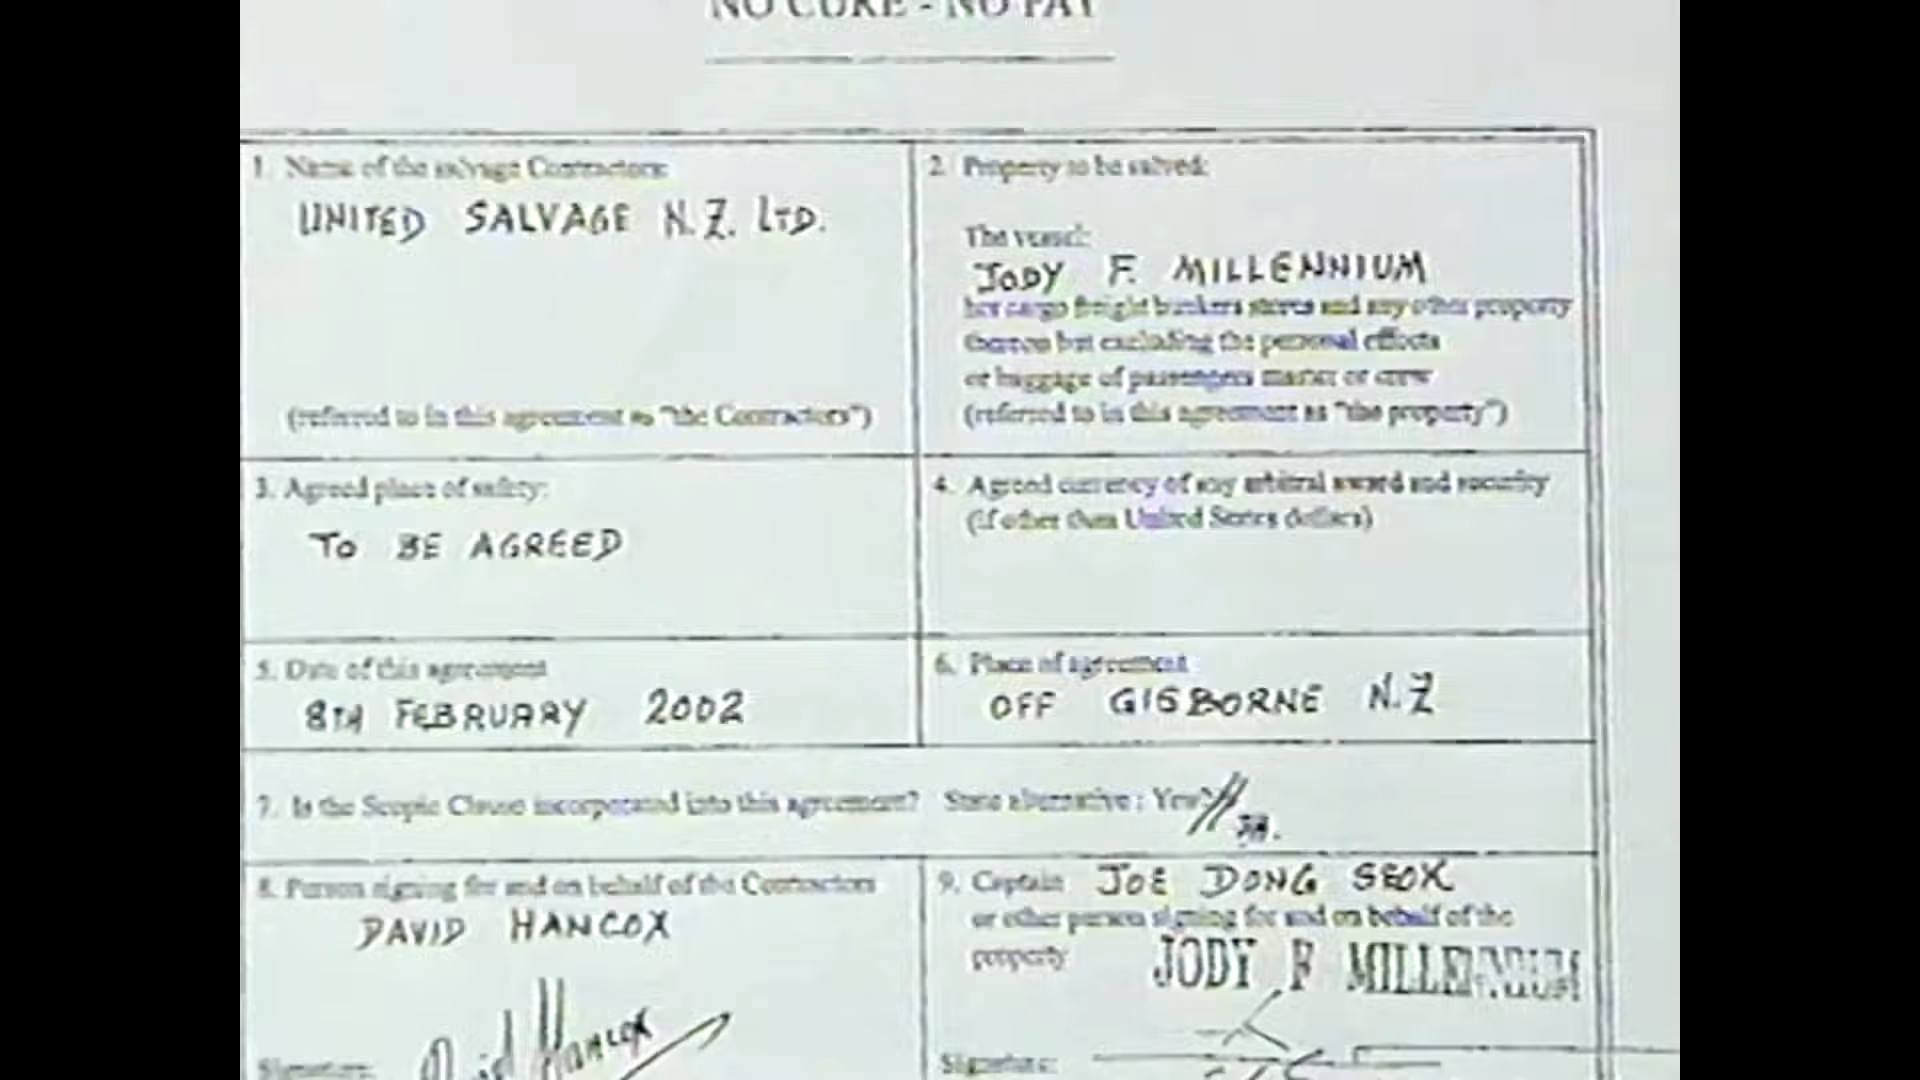 NO CURE - NO PAY
1. Name of the salvage Contractors:
UNITED SALVAGE N.Z. LTD.
(referred to in this agreement as "the Contractors")
2. Property to be salved:
The vessel:
JODY F. MILLENNIUM
her cargo freight bunkers stores and any other property
thereon but excluding the personal effects
or baggage of passengers master or crew
(referred to in this agreement as "the property")
3. Agreed place of safety:
TO BE AGREED
4. Agreed currency of any arbitral award and security
(if other than United States dollars)
5. Date of this agreement
8TH FEBRUARY 2002
6. Place of agreement
OFF GISBORNE N.Z
7. Is the Scopic Clause incorporated into this agreement? State alternative : Yes/
8. Person signing for and on behalf of the Contractors
DAVID HANCOX
Signature:
David Hancox
9. Captain JOE DONG SEOK
or other person signing for and on behalf of the
property
JODY F MILLENNIUM
Signature: